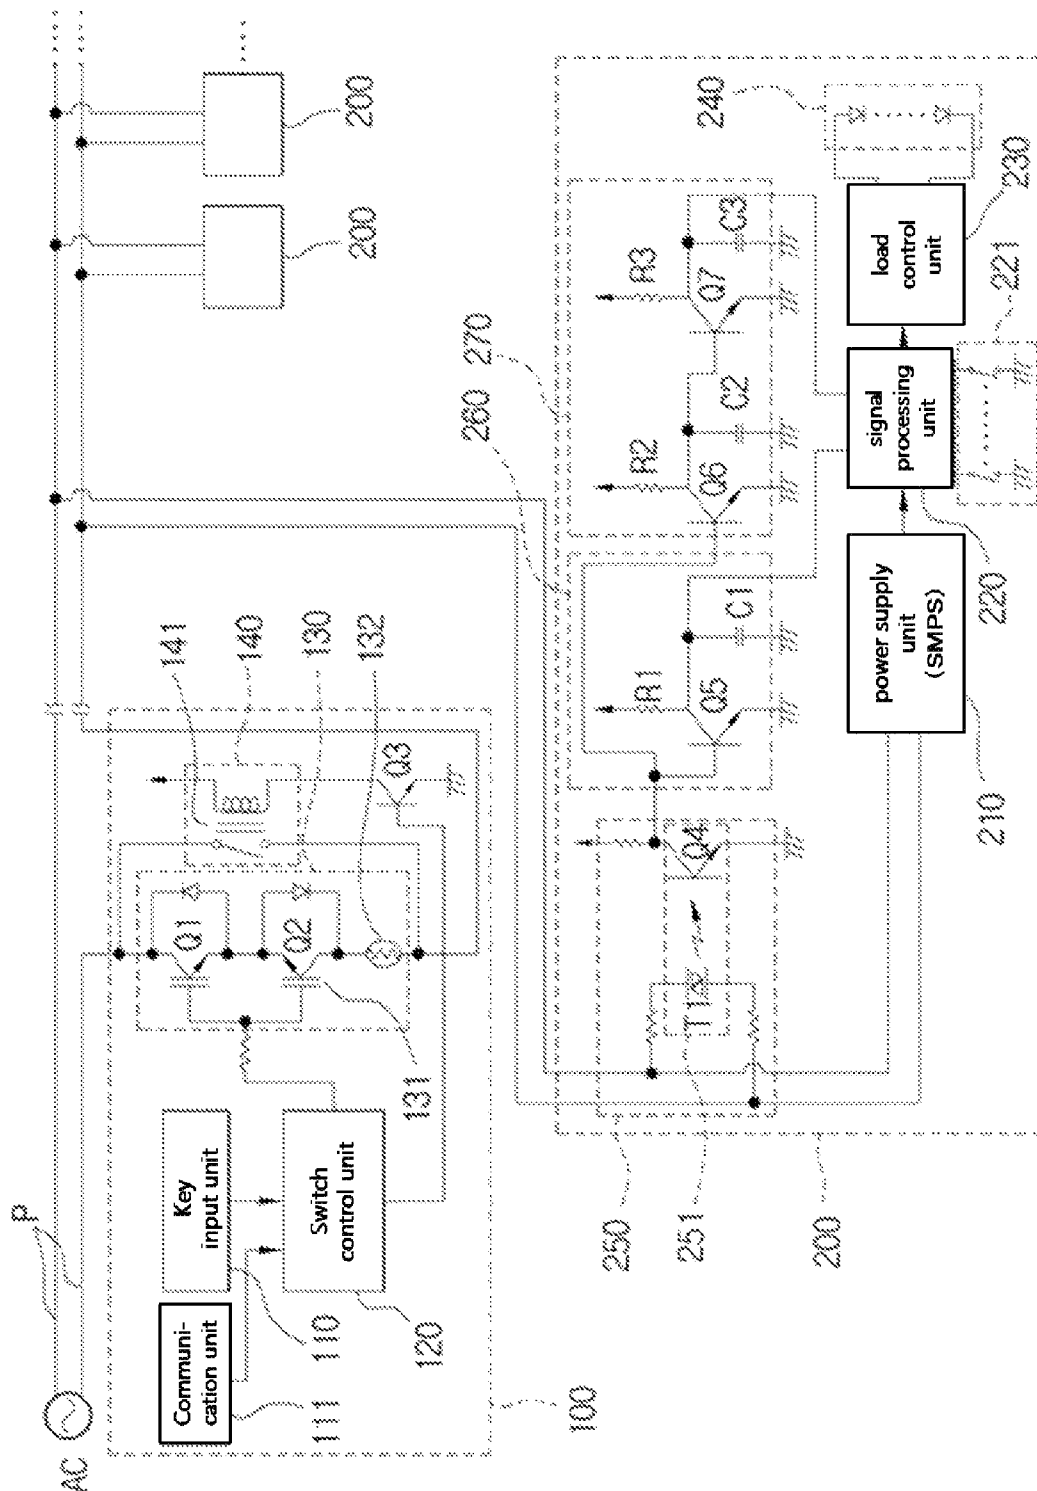 AC
P
100
111
Communi-
cation unit
110
Key
input unit
120
Switch
control unit
131
Q1
Q2
141
140
130
132
Q3
200
200
250
251
200
T1
Q4
260
270
R1
Q5
C1
R2
Q6
C2
R3
Q7
C3
210
power supply
unit
(SMPS)
220
signal
processing
unit
221
230
load
control
unit
240